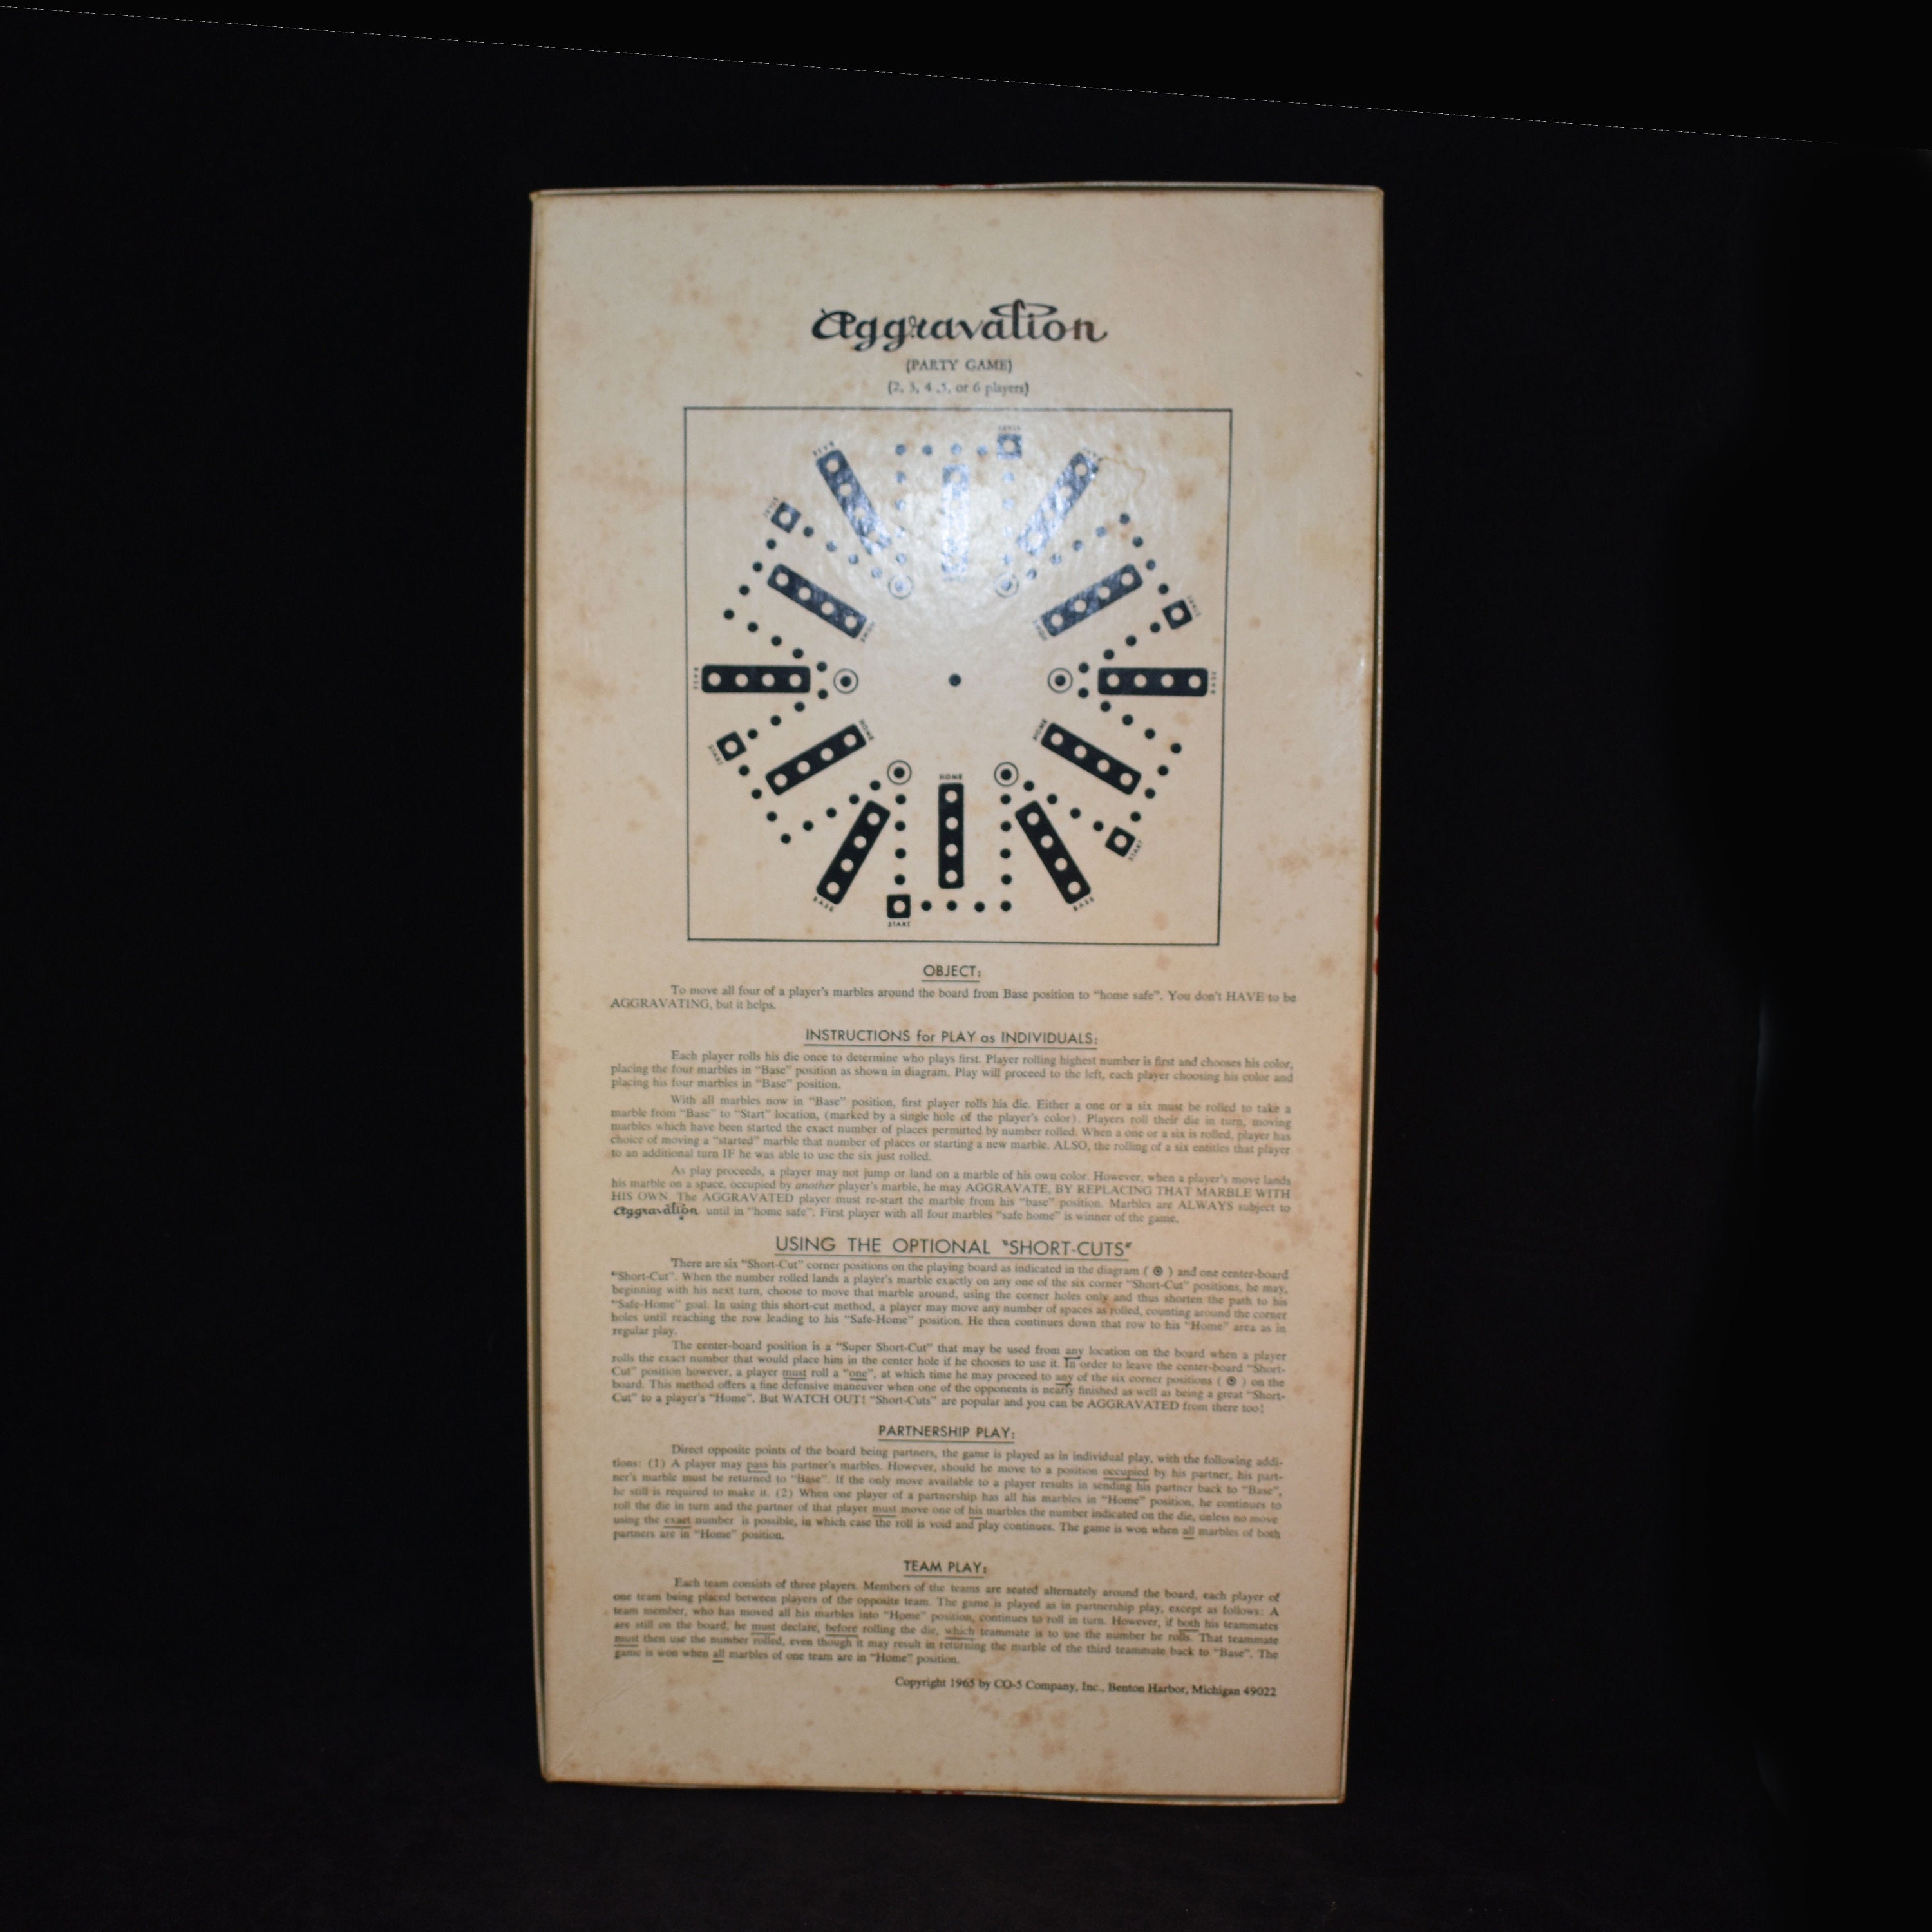 Aggravation
(PARTY GAME)
(2, 3, 4 ,5, or 6 players)
START
BASE
START
START
HOME
HOME
BASE
BASE
HOME
HOME
START
HOME
START
BASE
BASE
START
OBJECT:
To move all four of a player's marbles around the board from Base position to "home safe". You don't HAVE to be
AGGRAVATING, but it helps.
INSTRUCTIONS for PLAY as INDIVIDUALS:
Each player rolls his die once to determine who plays first. Player rolling highest number is first and chooses his color,
placing the four marbles in "Base" position as shown in diagram. Play will proceed to the left, each player choosing his color and
placing his four marbles in "Base" position.
With all marbles now in "Base" position, first player rolls his die. Either a one or a six must be rolled to take a
marble from "Base" to "Start" location, (marked by a single hole of the player's color). Players roll their die in turn, moving
marbles which have been started the exact number of places permitted by number rolled. When a one or a six is rolled, player has
choice of moving a "started" marble that number of places or starting a new marble. ALSO, the rolling of a six entitles that player
to an additional turn IF he was able to use the six just rolled.
As play proceeds, a player may not jump or land on a marble of his own color. However, when a player's move lands
his marble on a space, occupied by another player's marble, he may AGGRAVATE, BY REPLACING THAT MARBLE WITH
HIS OWN. The AGGRAVATED player must re-start the marble from his "base" position. Marbles are ALWAYS subject to
Aggravation until in "home safe". First player with all four marbles "safe home" is winner of the game.
USING THE OPTIONAL "SHORT-CUTS"
There are six "Short-Cut" corner positions on the playing board as indicated in the diagram ( ⊙ ) and one center-board
"Short-Cut". When the number rolled lands a player's marble exactly on any one of the six corner "Short-Cut" positions, he may,
beginning with his next turn, choose to move that marble around, using the corner holes only and thus shorten the path to his
"Safe-Home" goal. In using this short-cut method, a player may move any number of spaces as rolled, counting around the corner
holes until reaching the row leading to his "Safe-Home" position. He then continues down that row to his "Home" area as in
regular play.
The center-board position is a "Super Short-Cut" that may be used from any location on the board when a player
rolls the exact number that would place him in the center hole if he chooses to use it. In order to leave the center-board "Short-
Cut" position however, a player must roll a "one", at which time he may proceed to any of the six corner positions ( ⊙ ) on the
board. This method offers a fine defensive maneuver when one of the opponents is nearly finished as well as being a great "Short-
Cut" to a player's "Home". But WATCH OUT! "Short-Cuts" are popular and you can be AGGRAVATED from there too!
PARTNERSHIP PLAY:
Direct opposite points of the board being partners, the game is played as in individual play, with the following addi-
tions: (1) A player may pass his partner's marbles. However, should he move to a position occupied by his partner, his part-
ner's marble must be returned to "Base". If the only move available to a player results in sending his partner back to "Base",
he still is required to make it. (2) When one player of a partnership has all his marbles in "Home" position, he continues to
roll the die in turn and the partner of that player must move one of his marbles the number indicated on the die, unless no move
using the exact number is possible, in which case the roll is void and play continues. The game is won when all marbles of both
partners are in "Home" position.
TEAM PLAY:
Each team consists of three players. Members of the teams are seated alternately around the board, each player of
one team being placed between players of the opposite team. The game is played as in partnership play, except as follows: A
team member, who has moved all his marbles into "Home" position, continues to roll in turn. However, if both his teammates
are still on the board, he must declare, before rolling the die, which teammate is to use the number he rolls. That teammate
must then use the number rolled, even though it may result in returning the marble of the third teammate back to "Base". The
game is won when all marbles of one team are in "Home" position.
Copyright 1965 by CO-5 Company, Inc., Benton Harbor, Michigan 49022